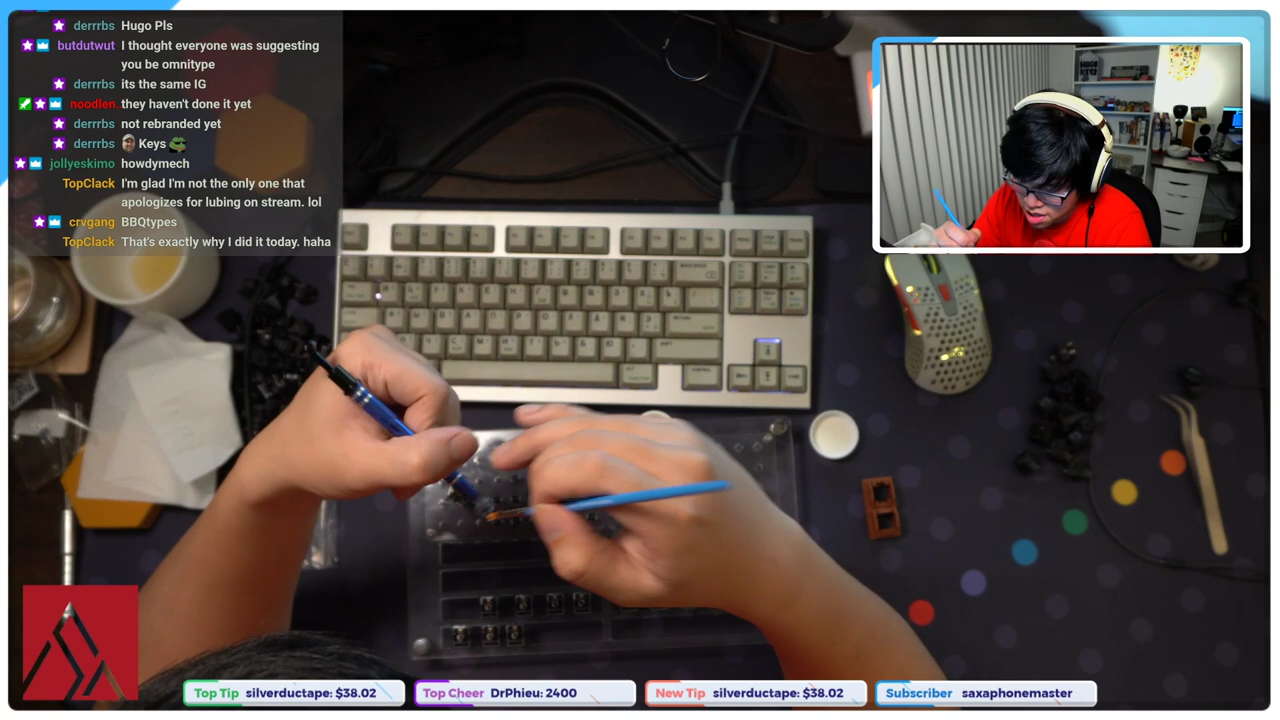 derrrbs Hugo Pls
butdutwut I thought everyone was suggesting
you be omnitype
derrrbs its the same IG
noodlen.. they haven't done it yet
derrrbs not rebranded yet
derrrbs Keys
jollyeskimo howdymech
TopClack I'm glad I'm not the only one that
apologizes for lubing on stream. lol
crvgang BBQtypes
TopClack That's exactly why I did it today. haha
Top Tip silverductape: $38.02
Top Cheer DrPhieu: 2400
New Tip silverductape: $38.02
Subscriber saxaphonemaster